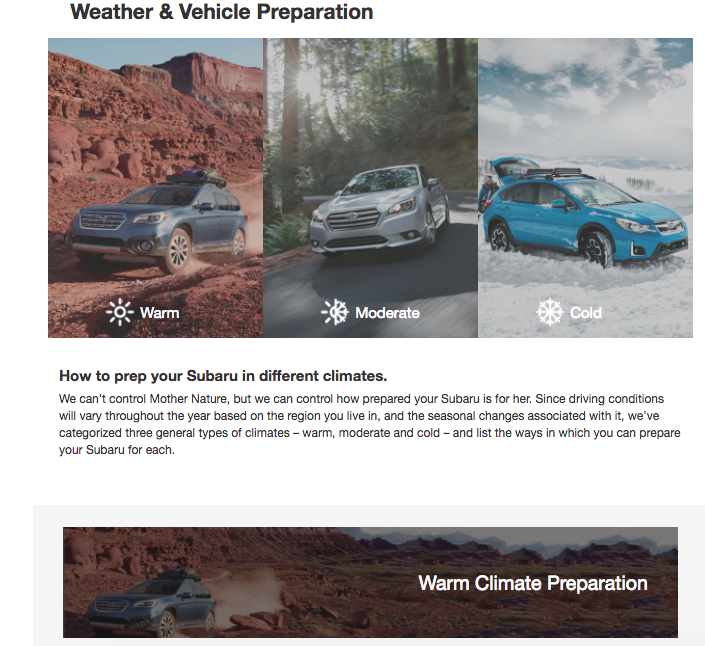 Weather & Vehicle Preparation
Warm
Moderate
Cold
How to prep your Subaru in different climates.
We can't control Mother Nature, but we can control how prepared your Subaru is for her. Since driving conditions
will vary throughout the year based on the region you live in, and the seasonal changes associated with it, we've
categorized three general types of climates – warm, moderate and cold – and list the ways in which you can prepare
your Subaru for each.
Warm Climate Preparation